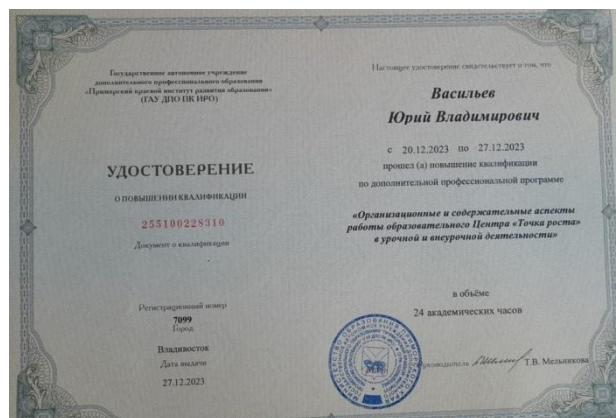 Государственное автономное учреждение
дополнительного профессионального образования
«Приморский краевой институт развития образования»
(ГАУ ДПО ПК ИРО)
УДОСТОВЕРЕНИЕ
О ПОВЫШЕНИИ КВАЛИФИКАЦИИ
255100228310
Документ о квалификации
Регистрационный номер
7099
Город
Владивосток
Дата выдачи
27.12.2023
Настоящее удостоверение свидетельствует о том, что
Васильев
Юрий Владимирович
с 20.12.2023 по 27.12.2023
прошел (а) повышение квалификации
по дополнительной профессиональной программе
«Организационные и содержательные аспекты
работы образовательного Центра «Точка роста»
в урочной и внеурочной деятельности»
в объёме
24 академических часов
Руководитель Т.В. Мельникова